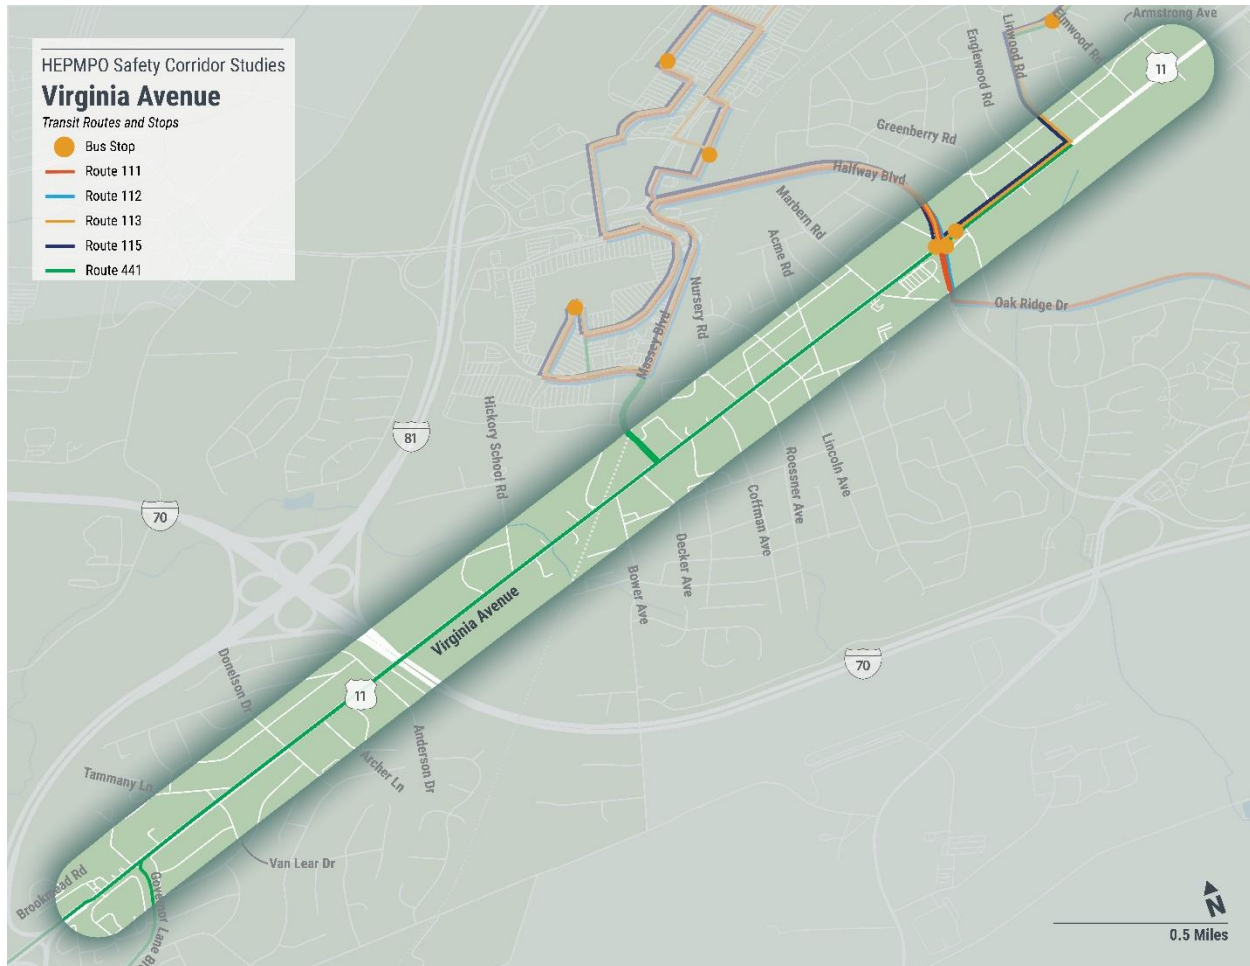 HEPMPO Safety Corridor Studies
Virginia Avenue
Transit Routes and Stops
Bus Stop
Route 111
Route 112
Route 113
Route 115
Route 441
Armstrong Ave
Elmwood Rd
Linwood Rd
Englewood Rd
11
Greenberry Rd
Halfway Blvd
Marbern Rd
Acme Rd
Nursery Rd
Oak Ridge Dr
Massey Blvd
Hickory School Rd
81
70
Lincoln Ave
Roessner Ave
Coffman Ave
Decker Ave
Bower Ave
Virginia Avenue
70
11
Donelson Dr
Anderson Dr
Archer Ln
Tammany Ln
Van Lear Dr
Brookmead Rd
Governor Lane
N
0.5 Miles